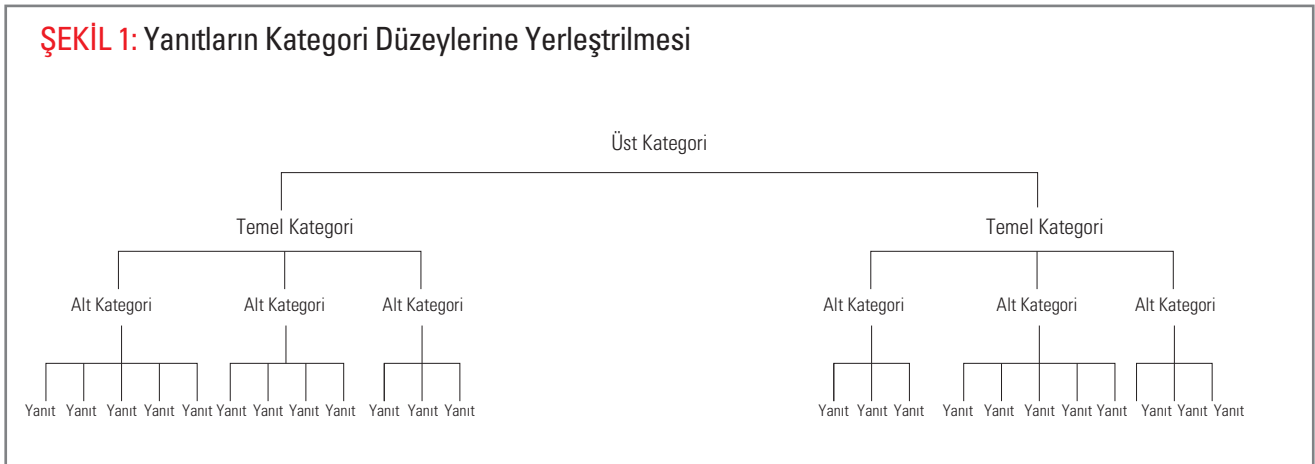 ŞEKİL 1: Yanıtların Kategori Düzeylerine Yerleştrilmesi
Üst Kategori
Temel Kategori Temel Kategori
Alt Kategori Alt Kategori Alt Kategori Alt Kategori Alt Kategori Alt Kategori
Yanıt Yanıt Yanıt Yanıt Yanıt Yanıt Yanıt Yanıt Yanıt Yanıt Yanıt Yanıt Yanıt Yanıt Yanıt Yanıt Yanıt Yanıt Yanıt Yanıt Yanıt Yanıt Yanıt